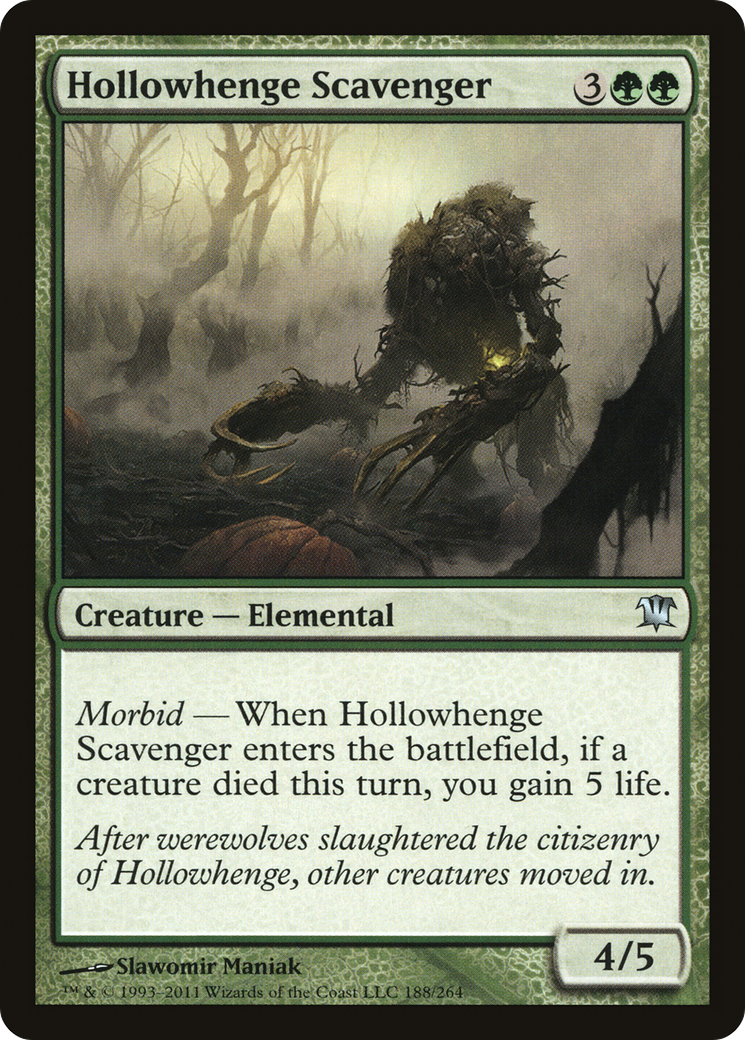 Hollowhenge Scavenger 3
Creature — Elemental
Morbid — When Hollowhenge
Scavenger enters the battlefield, if a
creature died this turn, you gain 5 life.
After werewolves slaughtered the citizenry
of Hollowhenge, other creatures moved in.
4/5
Slawomir Maniak
™ & © 1993–2011 Wizards of the Coast LLC 188/264